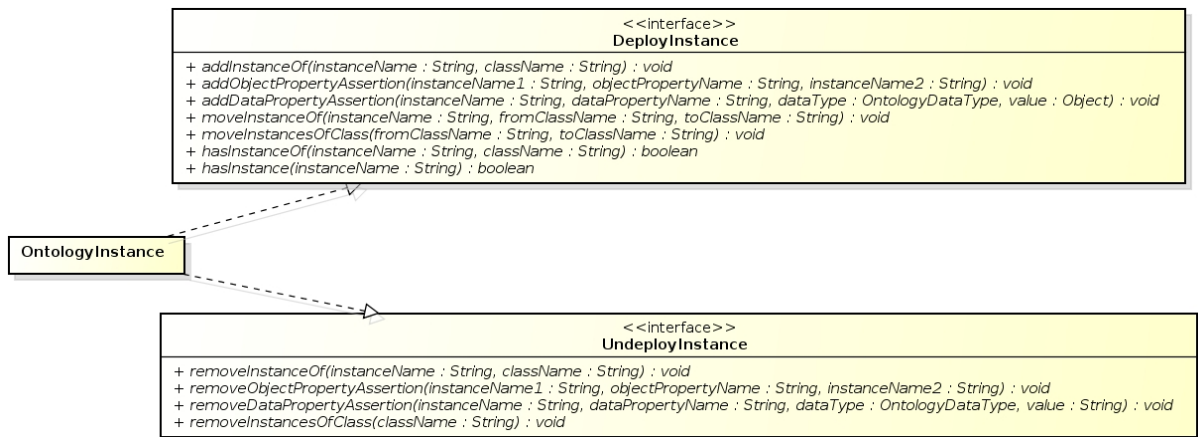 <<interface>>
DeployInstance
+ addInstanceOf(instanceName : String, className : String) : void
+ addObjectPropertyAssertion(instanceName1 : String, objectPropertyName : String, instanceName2 : String) : void
+ addDataPropertyAssertion(instanceName : String, dataPropertyName : String, dataType : OntologyDataType, value : Object) : void
+ moveInstanceOf(instanceName : String, fromClassName : String, toClassName : String) : void
+ moveInstancesOfClass(fromClassName : String, toClassName : String) : void
+ hasInstanceOf(instanceName : String, className : String) : boolean
+ hasInstance(instanceName : String) : boolean
OntologyInstance
<<interface>>
UndeployInstance
+ removeInstanceOf(instanceName : String, className : String) : void
+ removeObjectPropertyAssertion(instanceName1 : String, objectPropertyName : String, instanceName2 : String) : void
+ removeDataPropertyAssertion(instanceName : String, dataPropertyName : String, dataType : OntologyDataType, value : String) : void
+ removeInstancesOfClass(className : String) : void